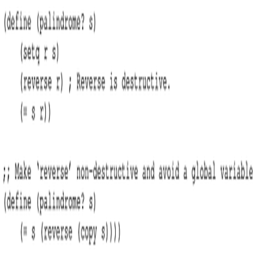 (define (palindrome? s)
(setq r s)
(reverse r) ; Reverse is destructive.
(= s r))
;; Make 'reverse' non-destructive and avoid a global variable
(define (palindrome? s)
(= s (reverse (copy s))))